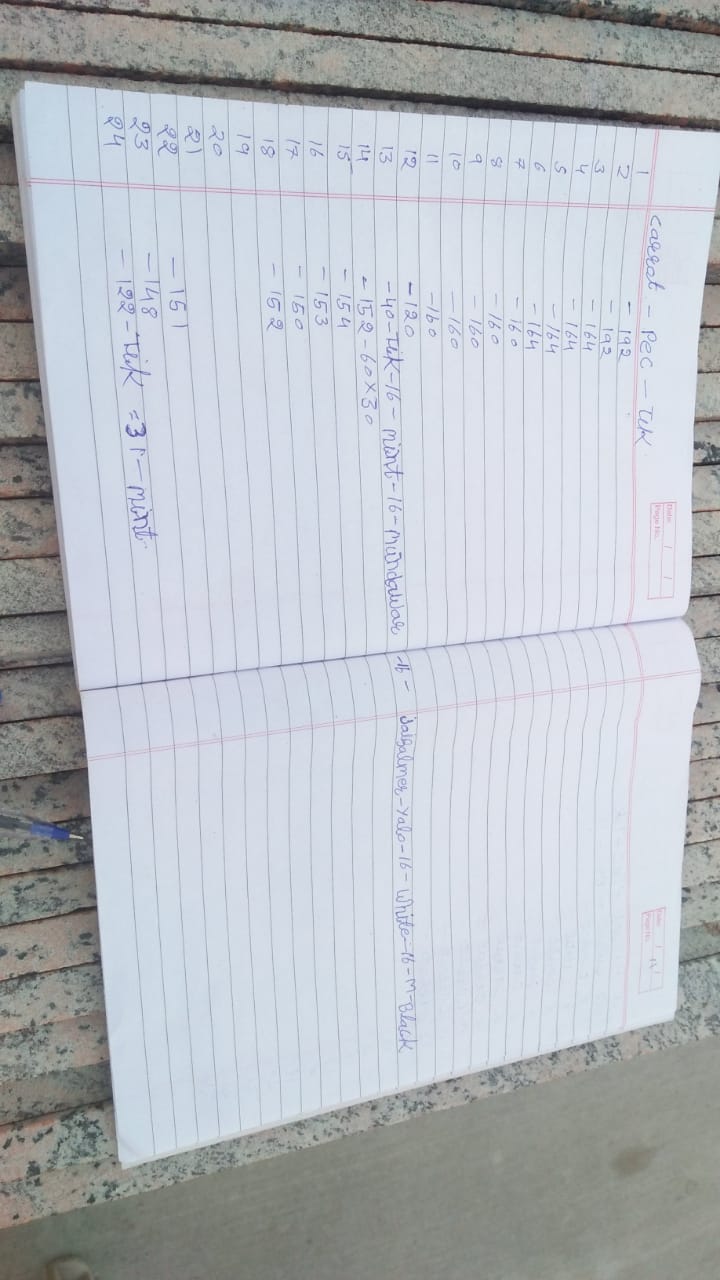 Date: / /
Page No.
carrat - Pec - Tik
1 - 192
2 - 192
3 - 164
4 - 164
5 - 164
6 - 164
7 - 160
8 - 160
9 - 160
10 - 160
11 - 160
12 - 120
13 - 40 - Tik - 16 - mint - 16 - mundawar - 16 - Jalsalmer - Yalo - 16 - White - 16 - M - Black
14 - 152 - 60 × 30
15 - 154
16 - 153
17 - 150
18 - 152
19
20
21
22 - 151
23 - 148
24 - 122 - Tik = 31 - mint
Date: / /
Page No.